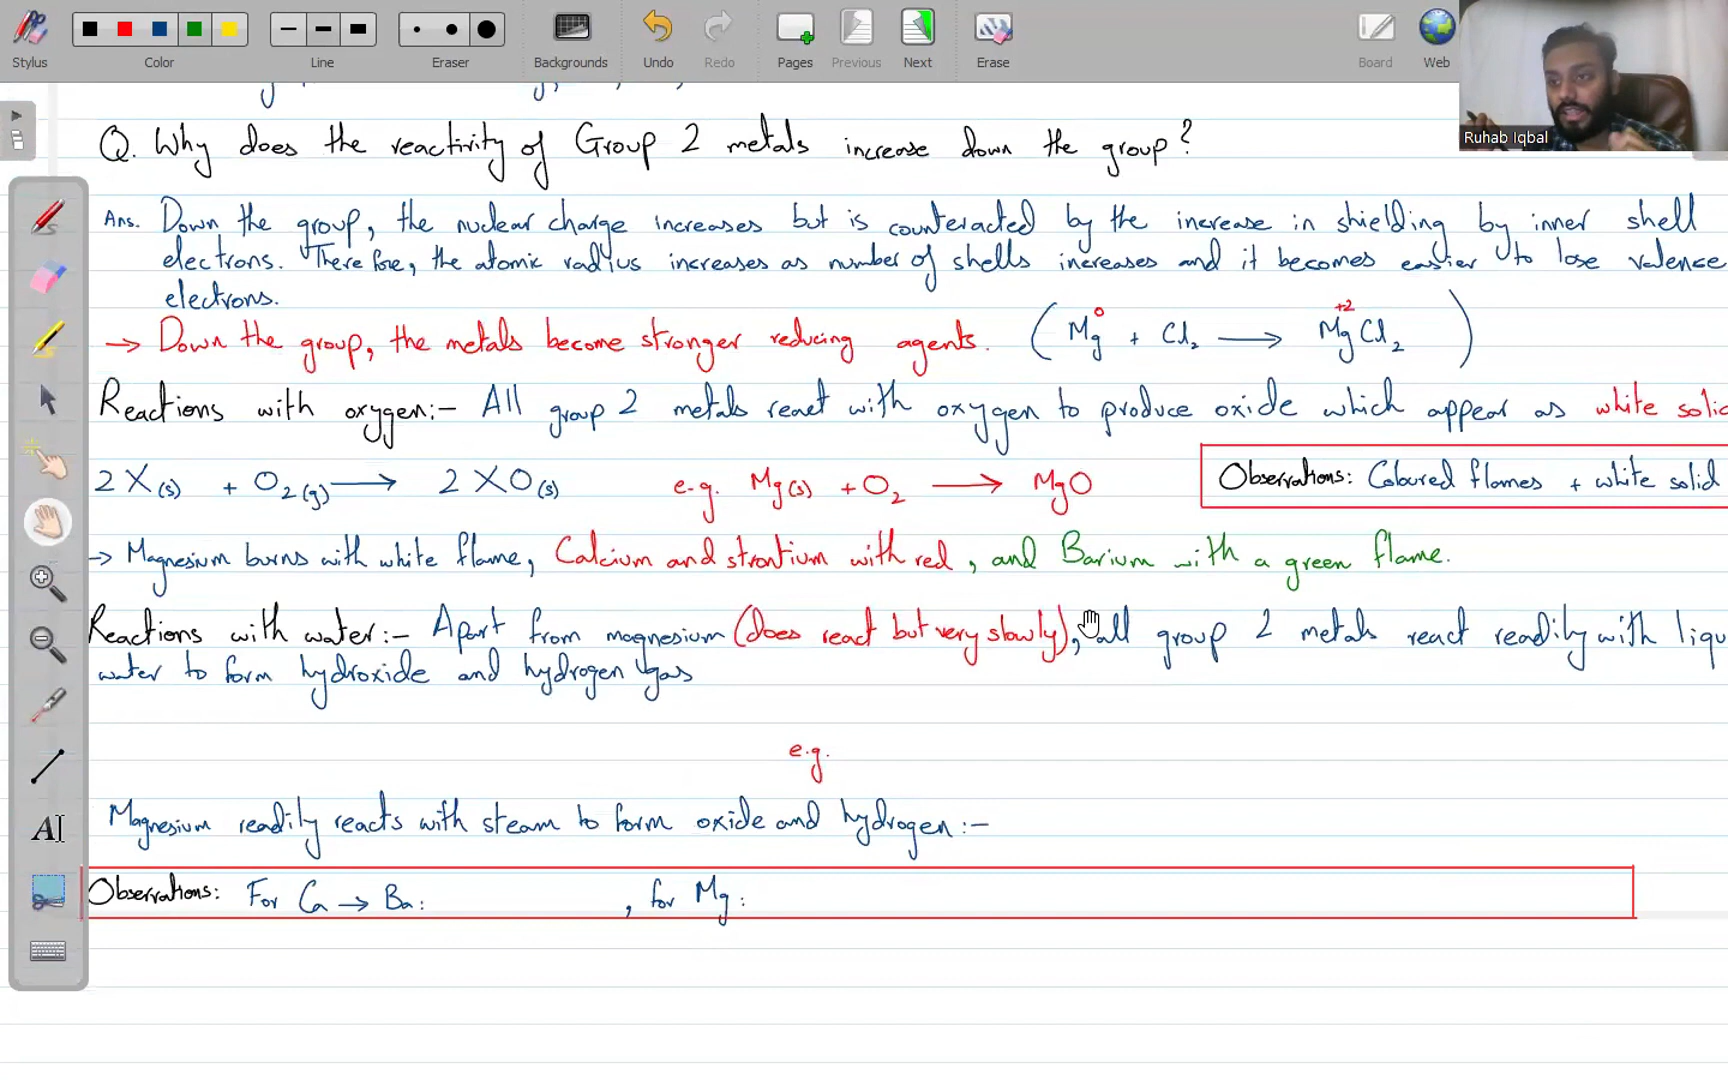 Stylus Color Line Eraser Backgrounds Undo Redo Pages Previous Next Erase Board Web
Ruhab Iqbal
Q. Why does the reactivity of Group 2 metals increase down the group?
Ans. Down the group, the nuclear charge increases but is counteracted by the increase in shielding by inner shell
electrons. Therefore, the atomic radius increases as number of shells increases and it becomes easier to lose valence
electrons.
→ Down the group, the metals become stronger reducing agents. (Mg⁰ + Cl₂ → Mg⁺²Cl₂)
Reactions with oxygen:- All group 2 metals react with oxygen to produce oxide which appear as white solid
2X(s) + O₂(g) → 2XO(s) e.g. Mg(s) + O₂ → MgO
Observations: Coloured flames + white solid
→ Magnesium burns with white flame, Calcium and strontium with red, and Barium with a green flame.
Reactions with water:- Apart from magnesium (does react but very slowly), all group 2 metals react readily with liqu
water to form hydroxide and hydrogen gas
e.g.
Magnesium readily reacts with steam to form oxide and hydrogen:-
Observations: For Ca → Ba: , for Mg: